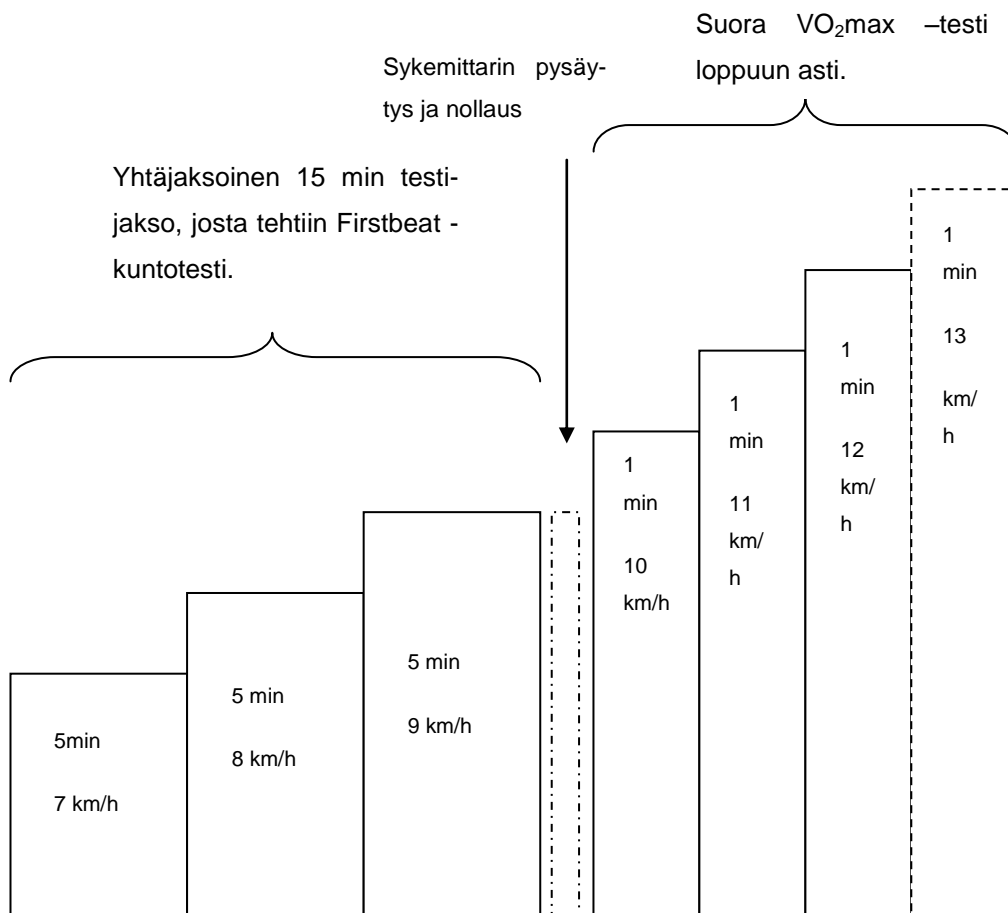 Suora VO₂max –testi
loppuun asti.
Sykemittarin pysäy-
tys ja nollaus
Yhtäjaksoinen 15 min testi-
jakso, josta tehtiin Firstbeat -
kuntotesti.
5min
7 km/h
5 min
8 km/h
5 min
9 km/h
1
min
10
km/h
1
min
11
km/
h
1
min
12
km/
h
1
min
13
km/
h